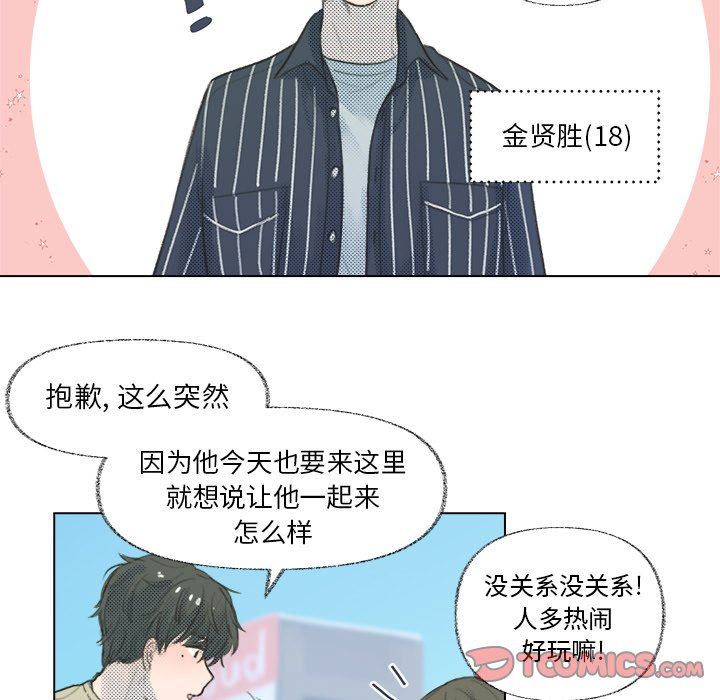 金贤胜(18)
抱歉, 这么突然
因为他今天也要来这里
就想说让他一起来
怎么样
没关系没关系!
人多热闹
好玩嘛!
TCOMICS.COM